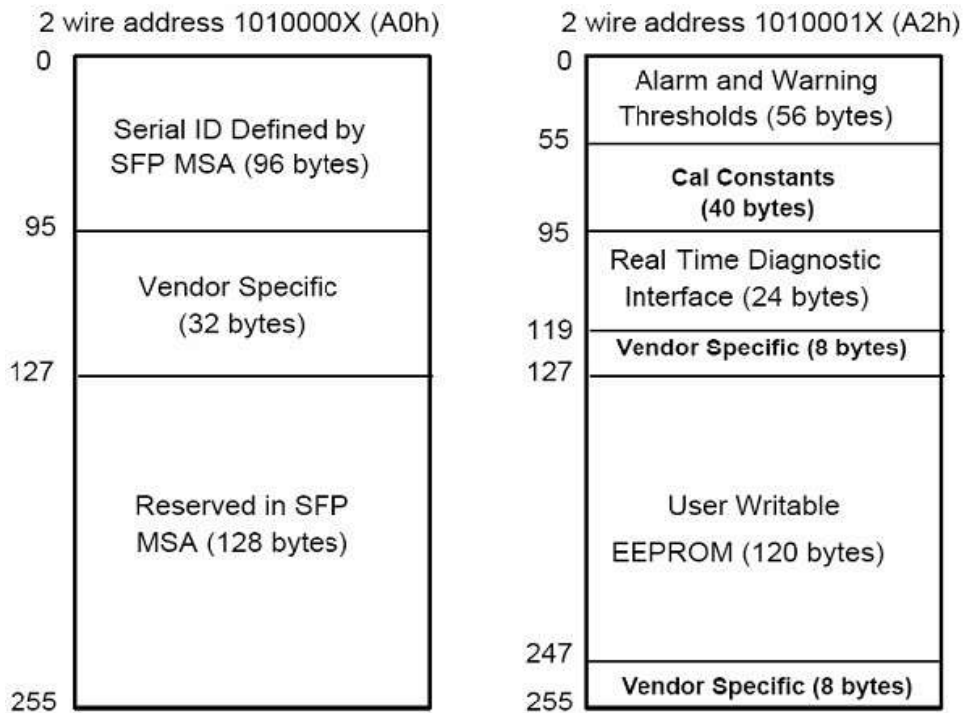 2 wire address 1010000X (A0h)
0
Serial ID Defined by
SFP MSA (96 bytes)
95
Vendor Specific
(32 bytes)
127
Reserved in SFP
MSA (128 bytes)
255
2 wire address 1010001X (A2h)
0
Alarm and Warning
Thresholds (56 bytes)
55
Cal Constants
(40 bytes)
95
Real Time Diagnostic
Interface (24 bytes)
119
Vendor Specific (8 bytes)
127
User Writable
EEPROM (120 bytes)
247
Vendor Specific (8 bytes)
255